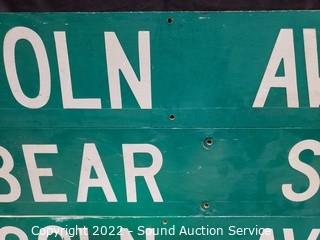 OLN AV
BEAR S
Copyright 2022 - Sound Auction Service